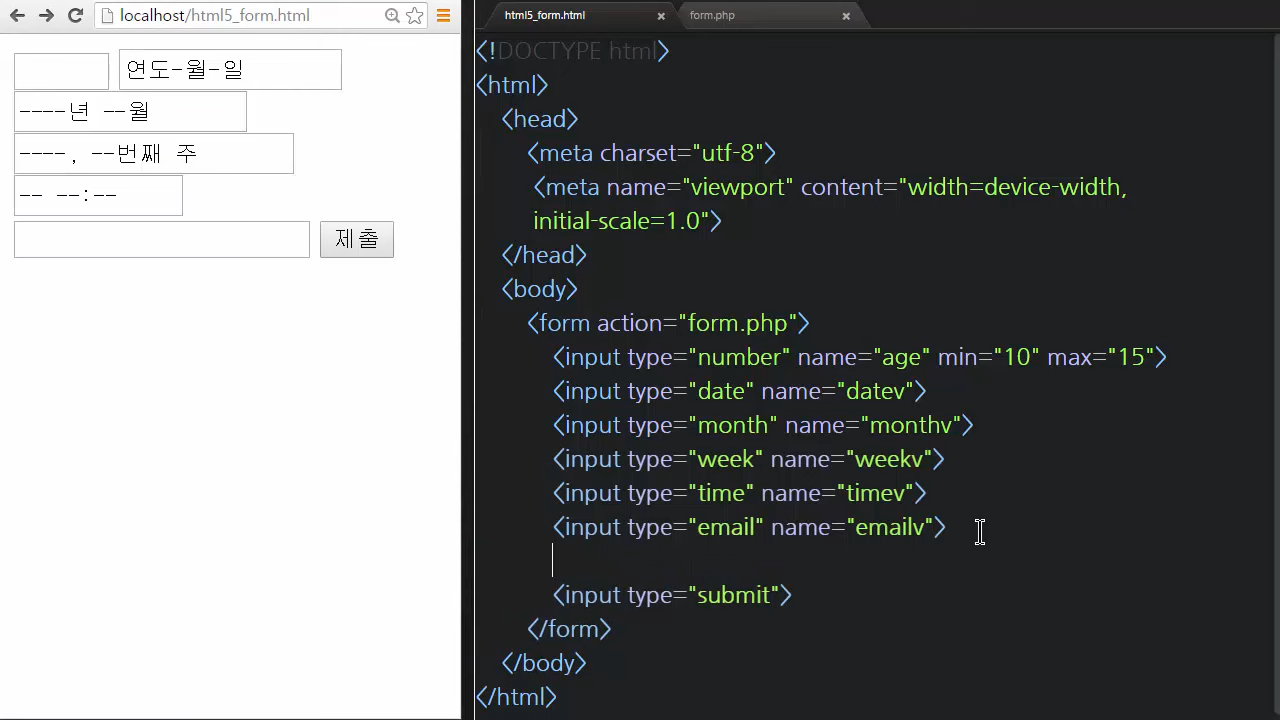 localhost/html5_form.html
연도-월-일
----년 --월
----, --번째 주
-- --:--
제출
html5_form.html
form.php
<!DOCTYPE html>
<html>
<head>
<meta charset="utf-8">
<meta name="viewport" content="width=device-width,
initial-scale=1.0">
</head>
<body>
<form action="form.php">
<input type="number" name="age" min="10" max="15">
<input type="date" name="datev">
<input type="month" name="monthv">
<input type="week" name="weekv">
<input type="time" name="timev">
<input type="email" name="emailv">
<input type="submit">
</form>
</body>
</html>